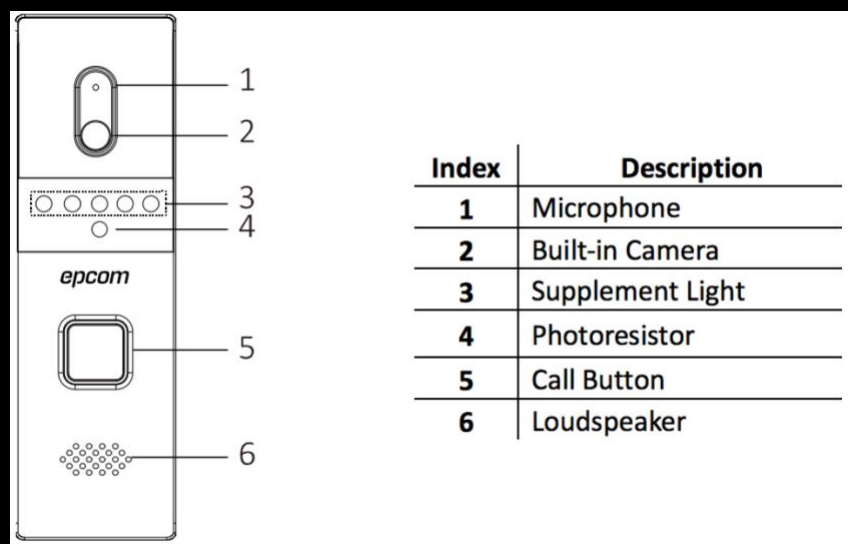 1
2
3
4
epcom
5
6
Index Description
1 Microphone
2 Built-in Camera
3 Supplement Light
4 Photoresistor
5 Call Button
6 Loudspeaker